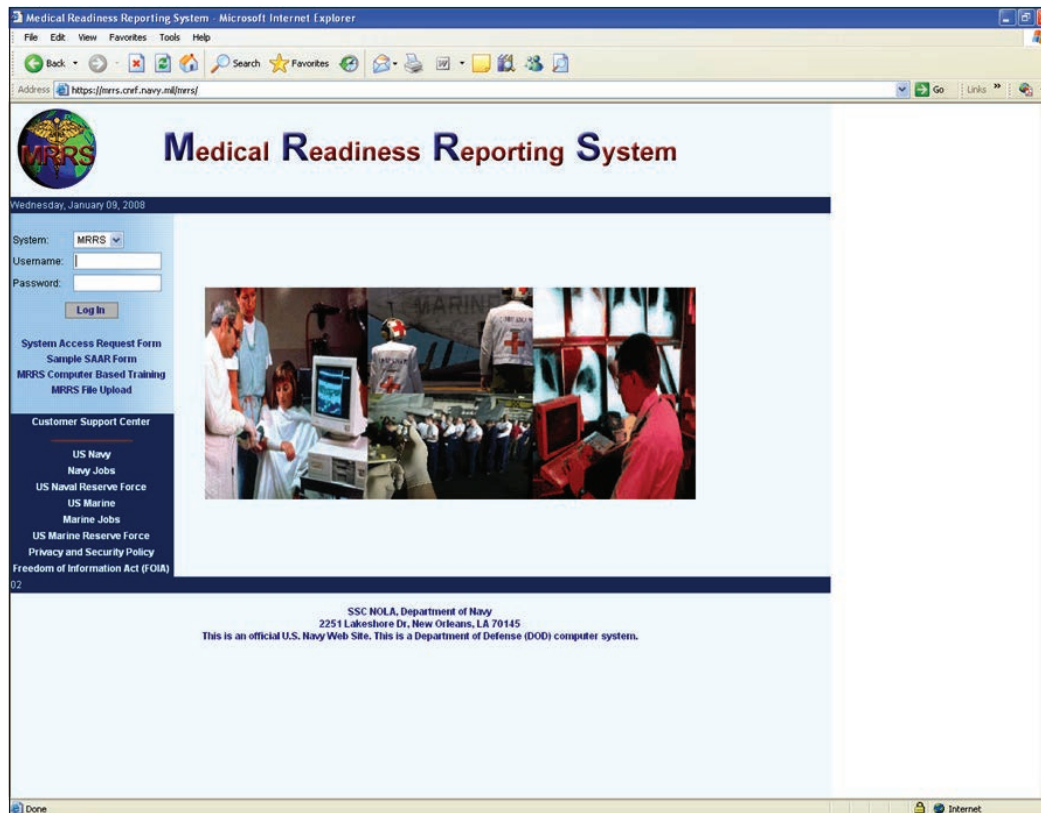 Medical Readiness Reporting System - Microsoft Internet Explorer
File Edit View Favorites Tools Help
Back Search Favorites
Address https://mrrs.cnrf.navy.mil/mrrs/ Go Links »
MRRS
Medical Readiness Reporting System
Wednesday, January 09, 2008
System: MRRS
Username:
Password:
Log In
System Access Request Form
Sample SAAR Form
MRRS Computer Based Training
MRRS File Upload
Customer Support Center
US Navy
Navy Jobs
US Naval Reserve Force
US Marine
Marine Jobs
US Marine Reserve Force
Privacy and Security Policy
Freedom of Information Act (FOIA)
MARINE
02
SSC NOLA, Department of Navy
2251 Lakeshore Dr, New Orleans, LA 70145
This is an official U.S. Navy Web Site. This is a Department of Defense (DOD) computer system.
Done Internet